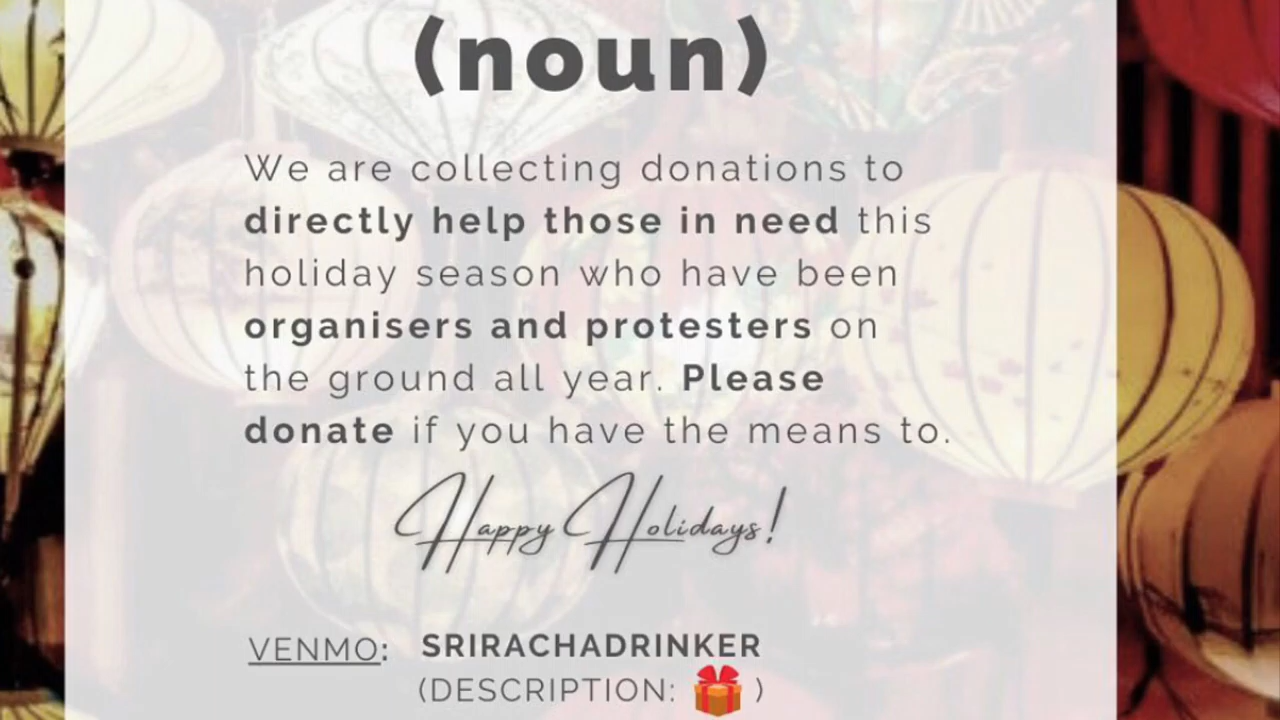 (noun)
We are collecting donations to
directly help those in need this
holiday season who have been
organisers and protesters on
the ground all year. Please
donate if you have the means to.
Happy Holidays!
VENMO: SRIRACHADRINKER
(DESCRIPTION: 🎁 )